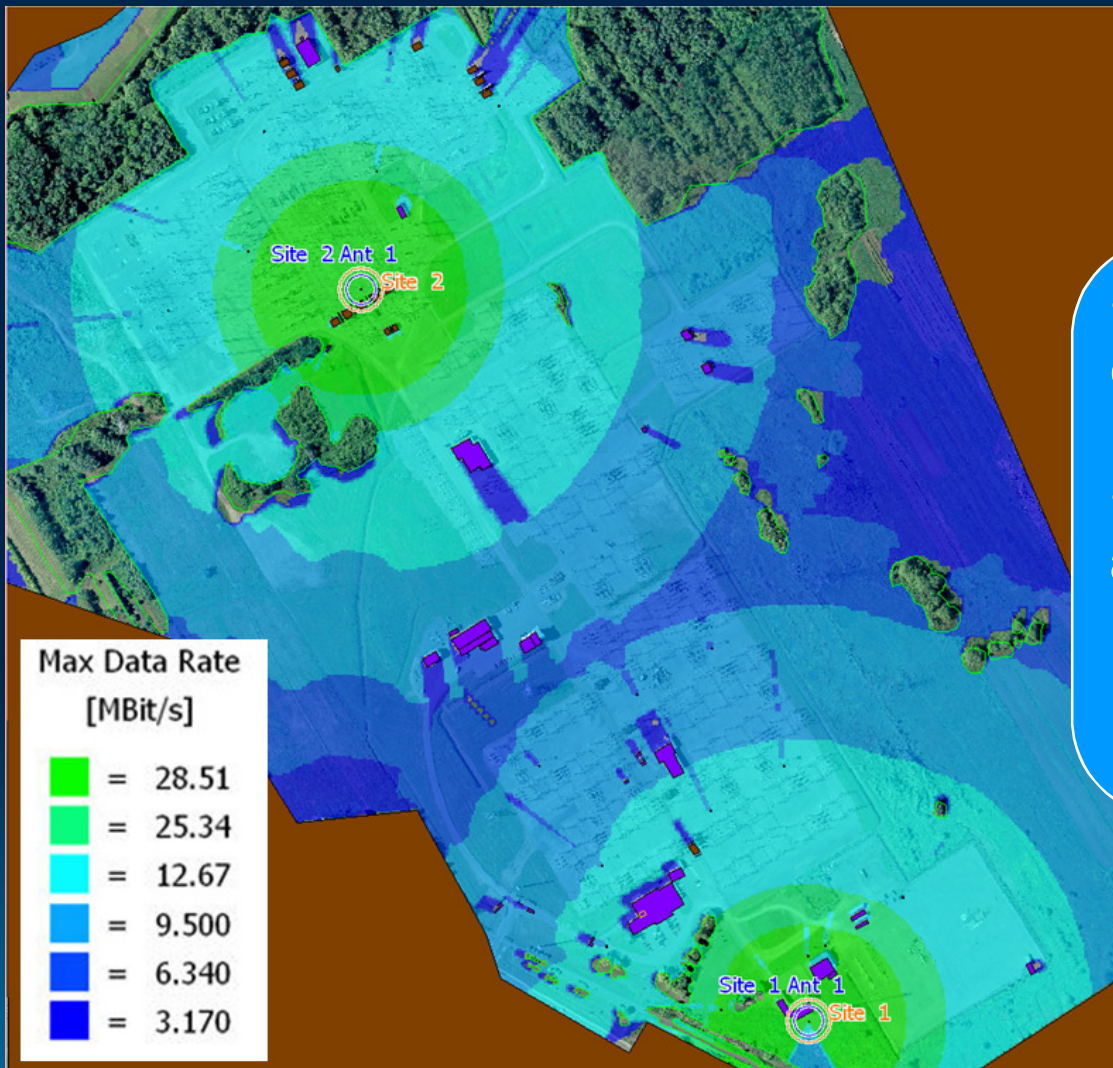 Site 2 Ant 1
Site 2
Max Data Rate
[MBit/s]
= 28.51
= 25.34
= 12.67
= 9.500
= 6.340
= 3.170
Site 1 Ant 1
Site 1